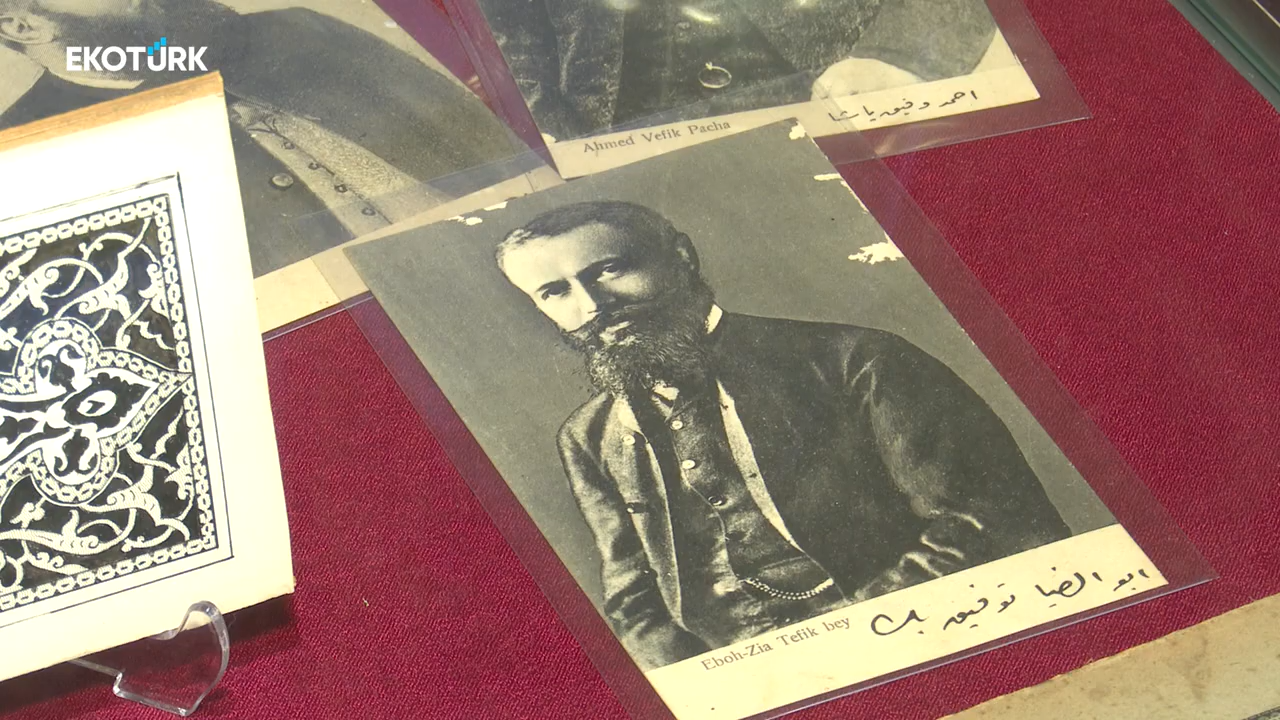 EKOTÜRK
Ahmed Vefik Pacha
احمد وفيق پاشا
Eboh-Zia Tefik bey
ابو الضيا توفيق بك